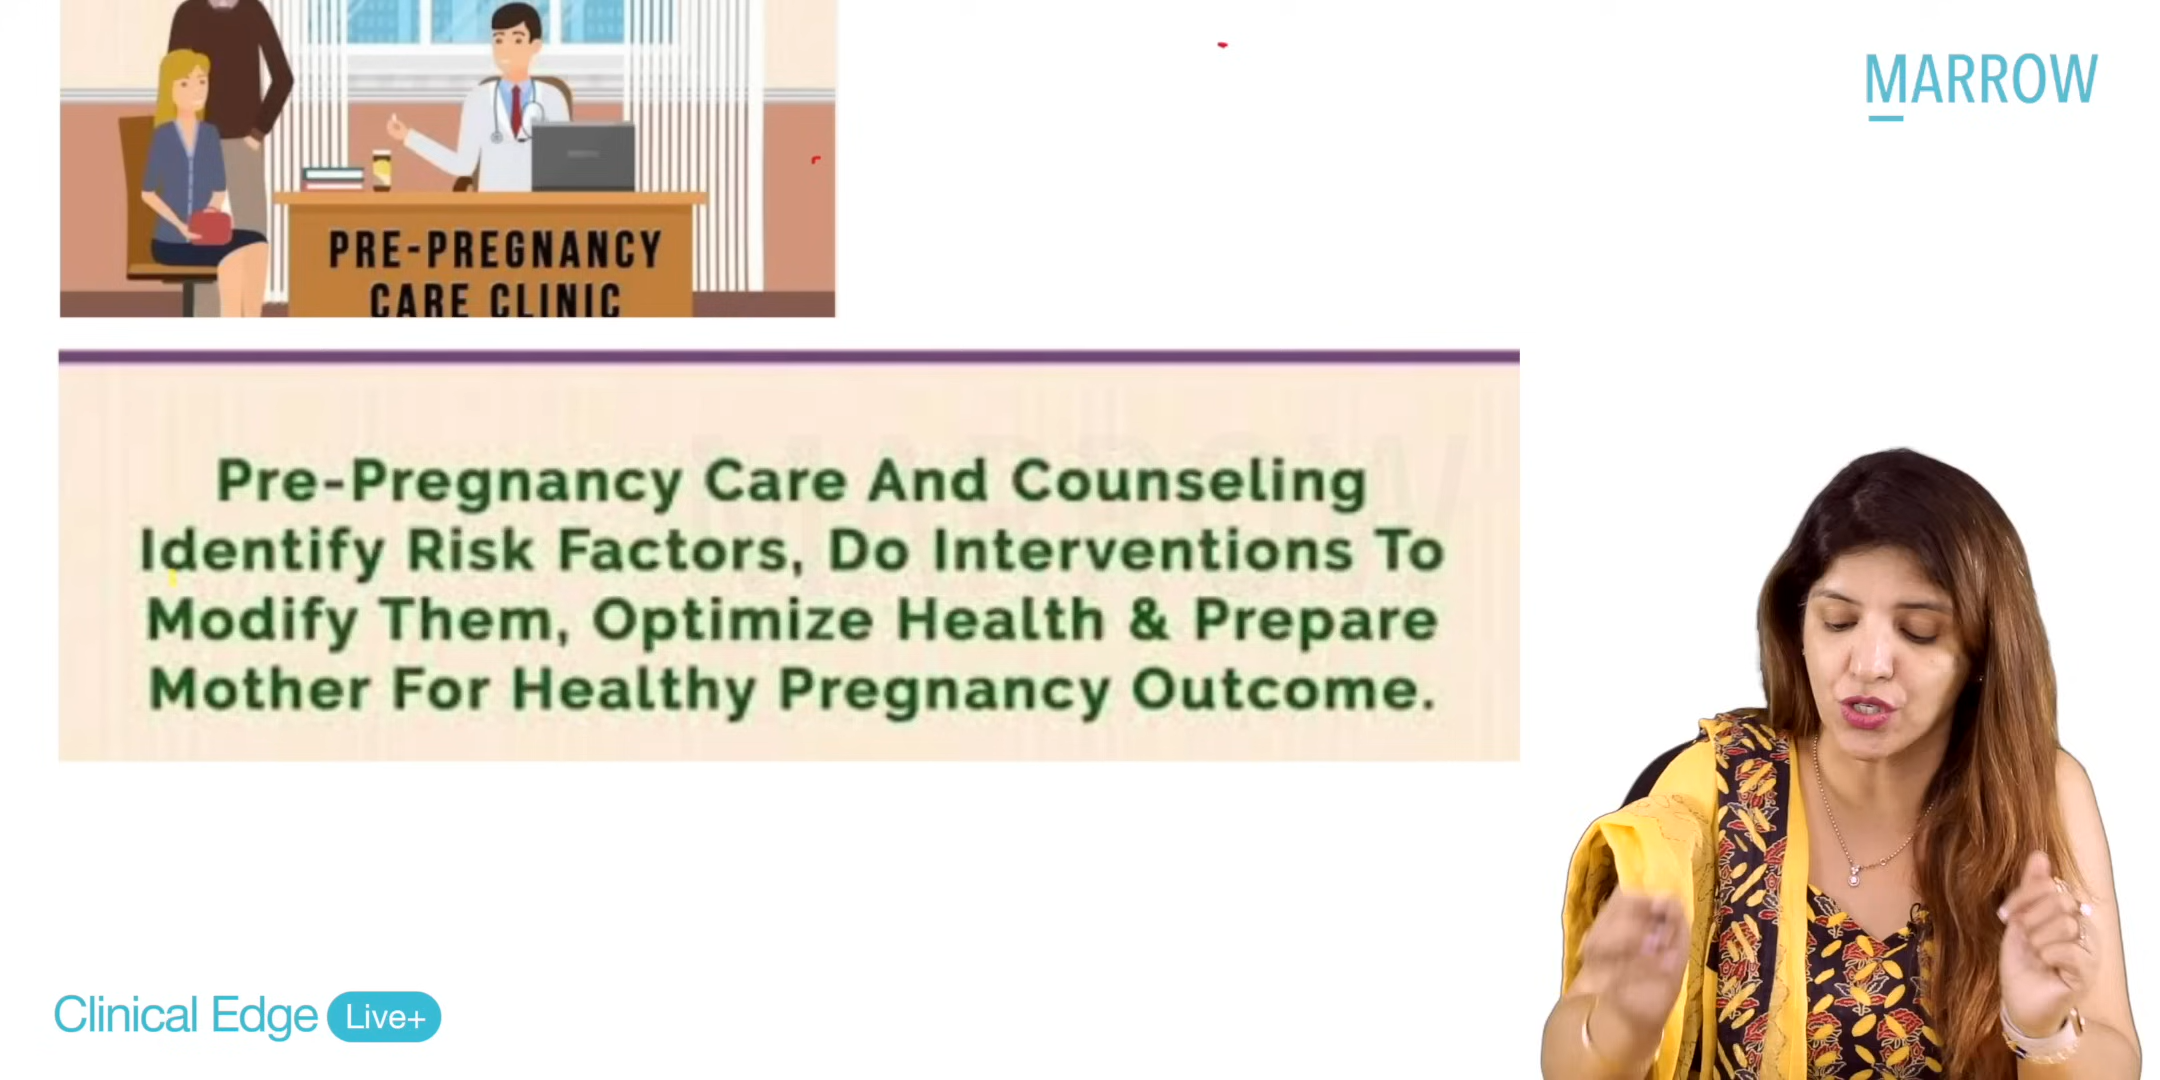 MARROW
PRE-PREGNANCY
CARE CLINIC
Pre-Pregnancy Care And Counseling
Identify Risk Factors, Do Interventions To
Modify Them, Optimize Health & Prepare
Mother For Healthy Pregnancy Outcome.
Clinical Edge Live+